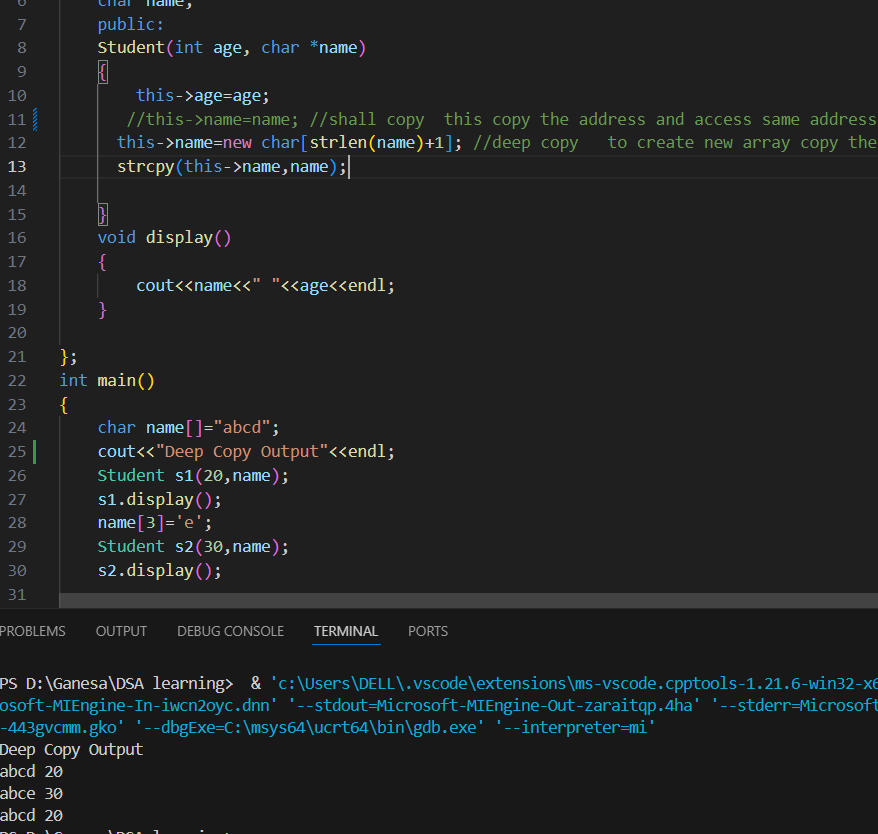 char *name;
7 public:
8 Student(int age, char *name)
9 {
10 this->age=age;
11 //this->name=name; //shall copy  this copy the address and access same address
12 this->name=new char[strlen(name)+1]; //deep copy   to create new array copy the
13 strcpy(this->name,name);
14
15 }
16 void display()
17 {
18 cout<<name<<" "<<age<<endl;
19 }
20
21 };
22 int main()
23 {
24 char name[]="abcd";
25 cout<<"Deep Copy Output"<<endl;
26 Student s1(20,name);
27 s1.display();
28 name[3]='e';
29 Student s2(30,name);
30 s2.display();
31
PROBLEMS OUTPUT DEBUG CONSOLE TERMINAL PORTS
PS D:\Ganesa\DSA learning>  & 'c:\Users\DELL\.vscode\extensions\ms-vscode.cpptools-1.21.6-win32-x6
osoft-MIEngine-In-iwcn2oyc.dnn' '--stdout=Microsoft-MIEngine-Out-zaraitqp.4ha' '--stderr=Microsoft
-443gvcmm.gko' '--dbgExe=C:\msys64\ucrt64\bin\gdb.exe' '--interpreter=mi'
Deep Copy Output
abcd 20
abce 30
abcd 20